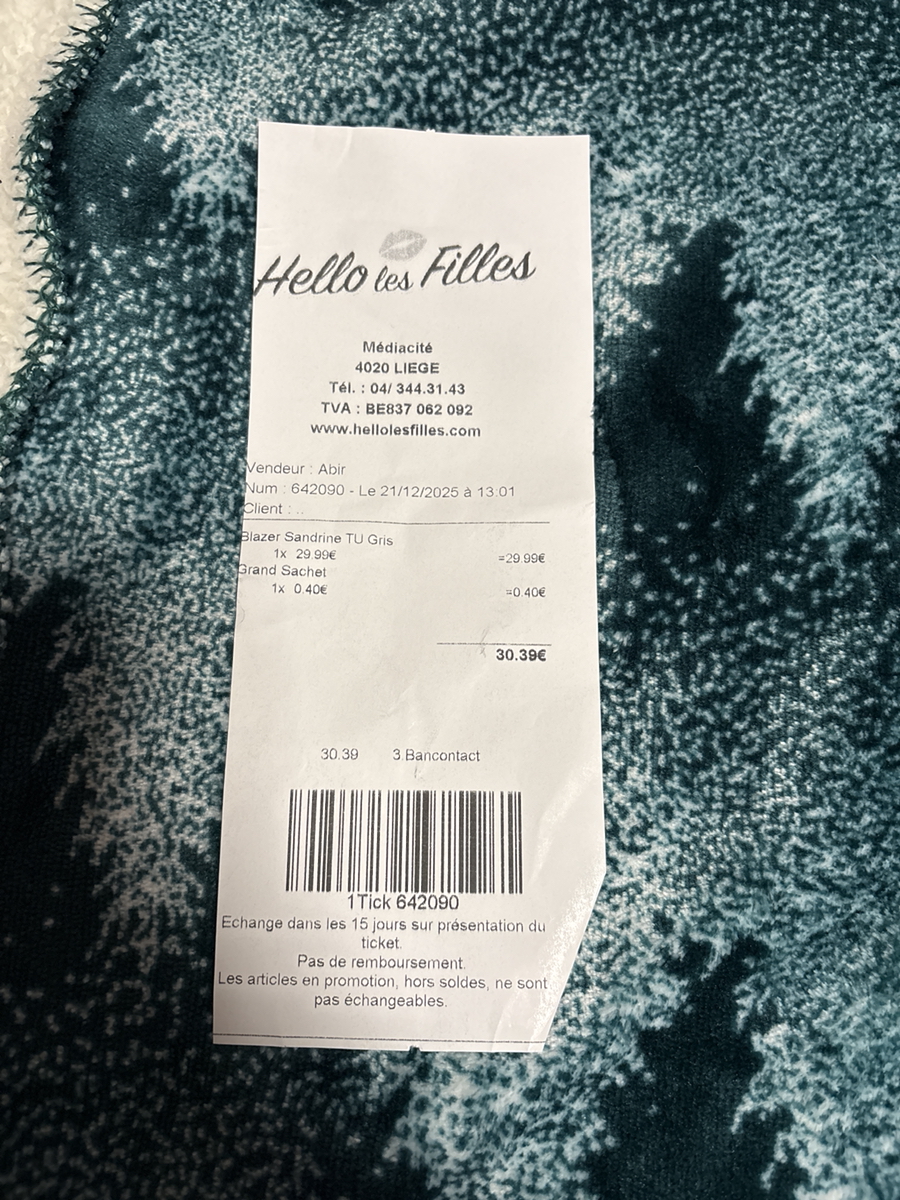 Hello les Filles
Médiacité
4020 LIEGE
Tél. : 04/ 344.31.43
TVA : BE837 062 092
www.hellolesfilles.com
Vendeur : Abir
Num : 642090 - Le 21/12/2025 à 13:01
Client : ..
Blazer Sandrine TU Gris
1x 29.99€ =29.99€
Grand Sachet
1x 0.40€ =0.40€
30.39€
30.39 3.Bancontact
1Tick 642090
Echange dans les 15 jours sur présentation du
ticket.
Pas de remboursement.
Les articles en promotion, hors soldes, ne sont
pas échangeables.